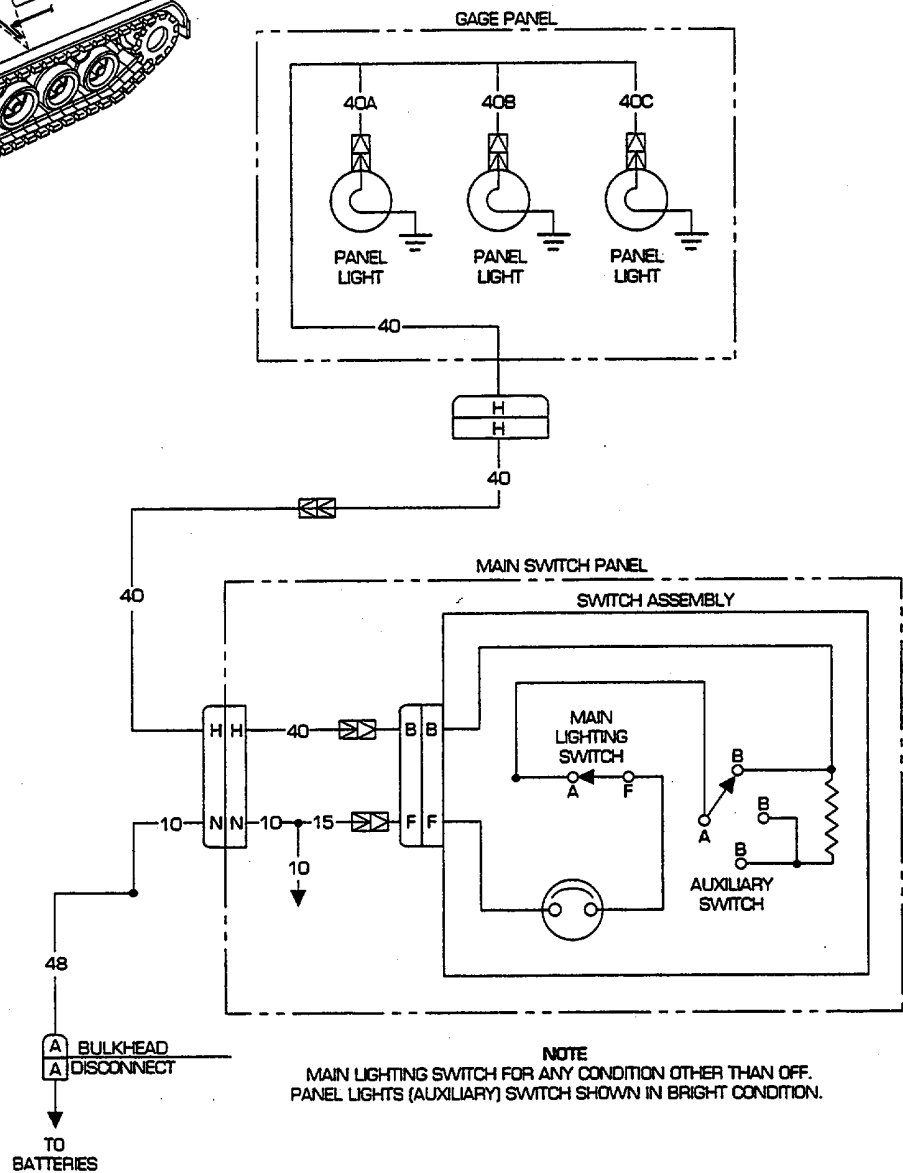 GAGE PANEL
40A
40B
40C
PANEL
LIGHT
PANEL
LIGHT
PANEL
LIGHT
40
H
H
40
40
MAIN SWITCH PANEL
SWITCH ASSEMBLY
MAIN
LIGHTING
SWITCH
A
F
H H
40
B B
B
B
A
B
10
N N
10
15
F F
10
AUXILIARY
SWITCH
48
A
A
BULKHEAD
DISCONNECT
TO
BATTERIES
NOTE
MAIN LIGHTING SWITCH FOR ANY CONDITION OTHER THAN OFF.
PANEL LIGHTS (AUXILIARY) SWITCH SHOWN IN BRIGHT CONDITION.